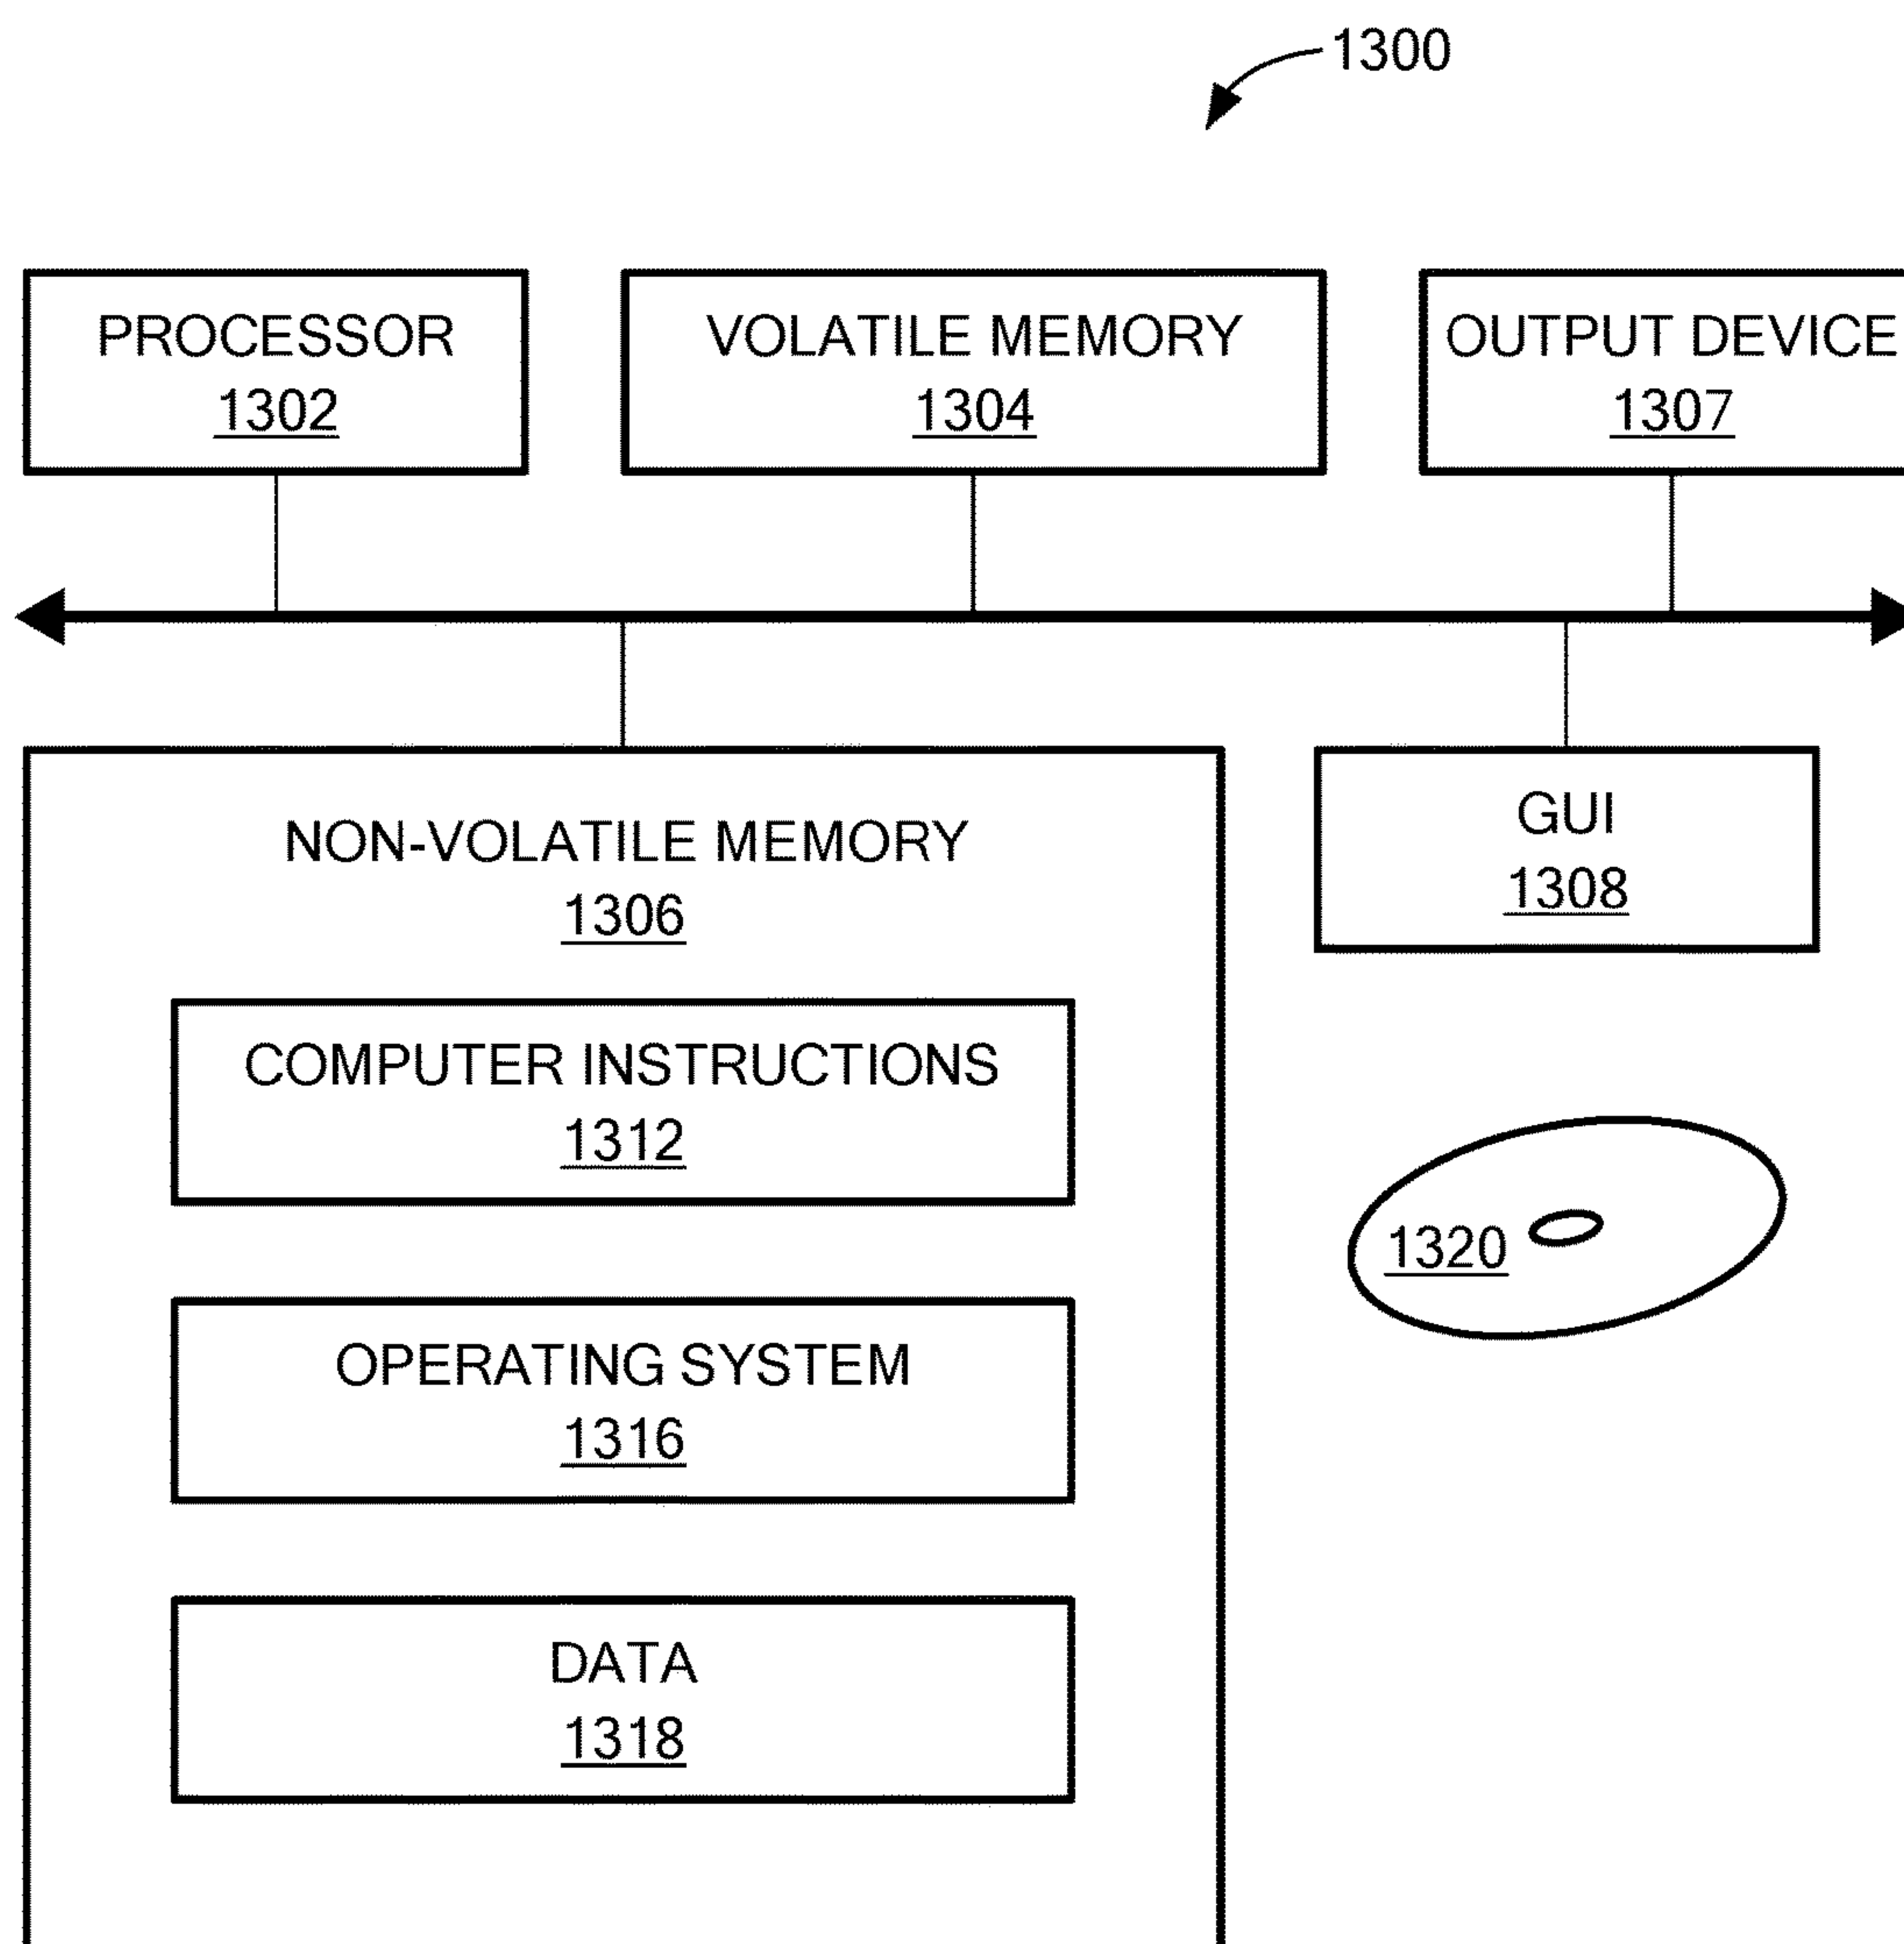 1300
PROCESSOR
1302
VOLATILE MEMORY
1304
OUTPUT DEVICE
1307
NON-VOLATILE MEMORY
1306
GUI
1308
COMPUTER INSTRUCTIONS
1312
1320
OPERATING SYSTEM
1316
DATA
1318